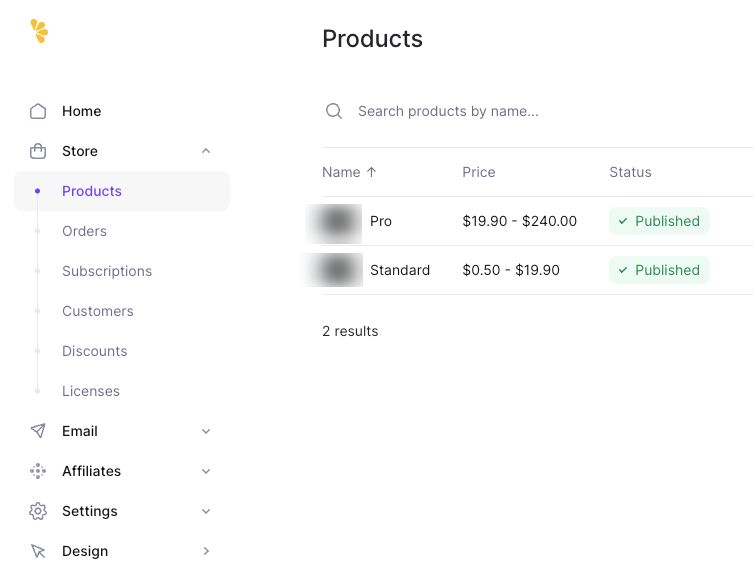 Products
Home
Store
Products
Orders
Subscriptions
Customers
Discounts
Licenses
Email
Affiliates
Settings
Design
Search products by name...
Name ↑ Price Status
Pro $19.90 - $240.00 Published
Standard $0.50 - $19.90 Published
2 results